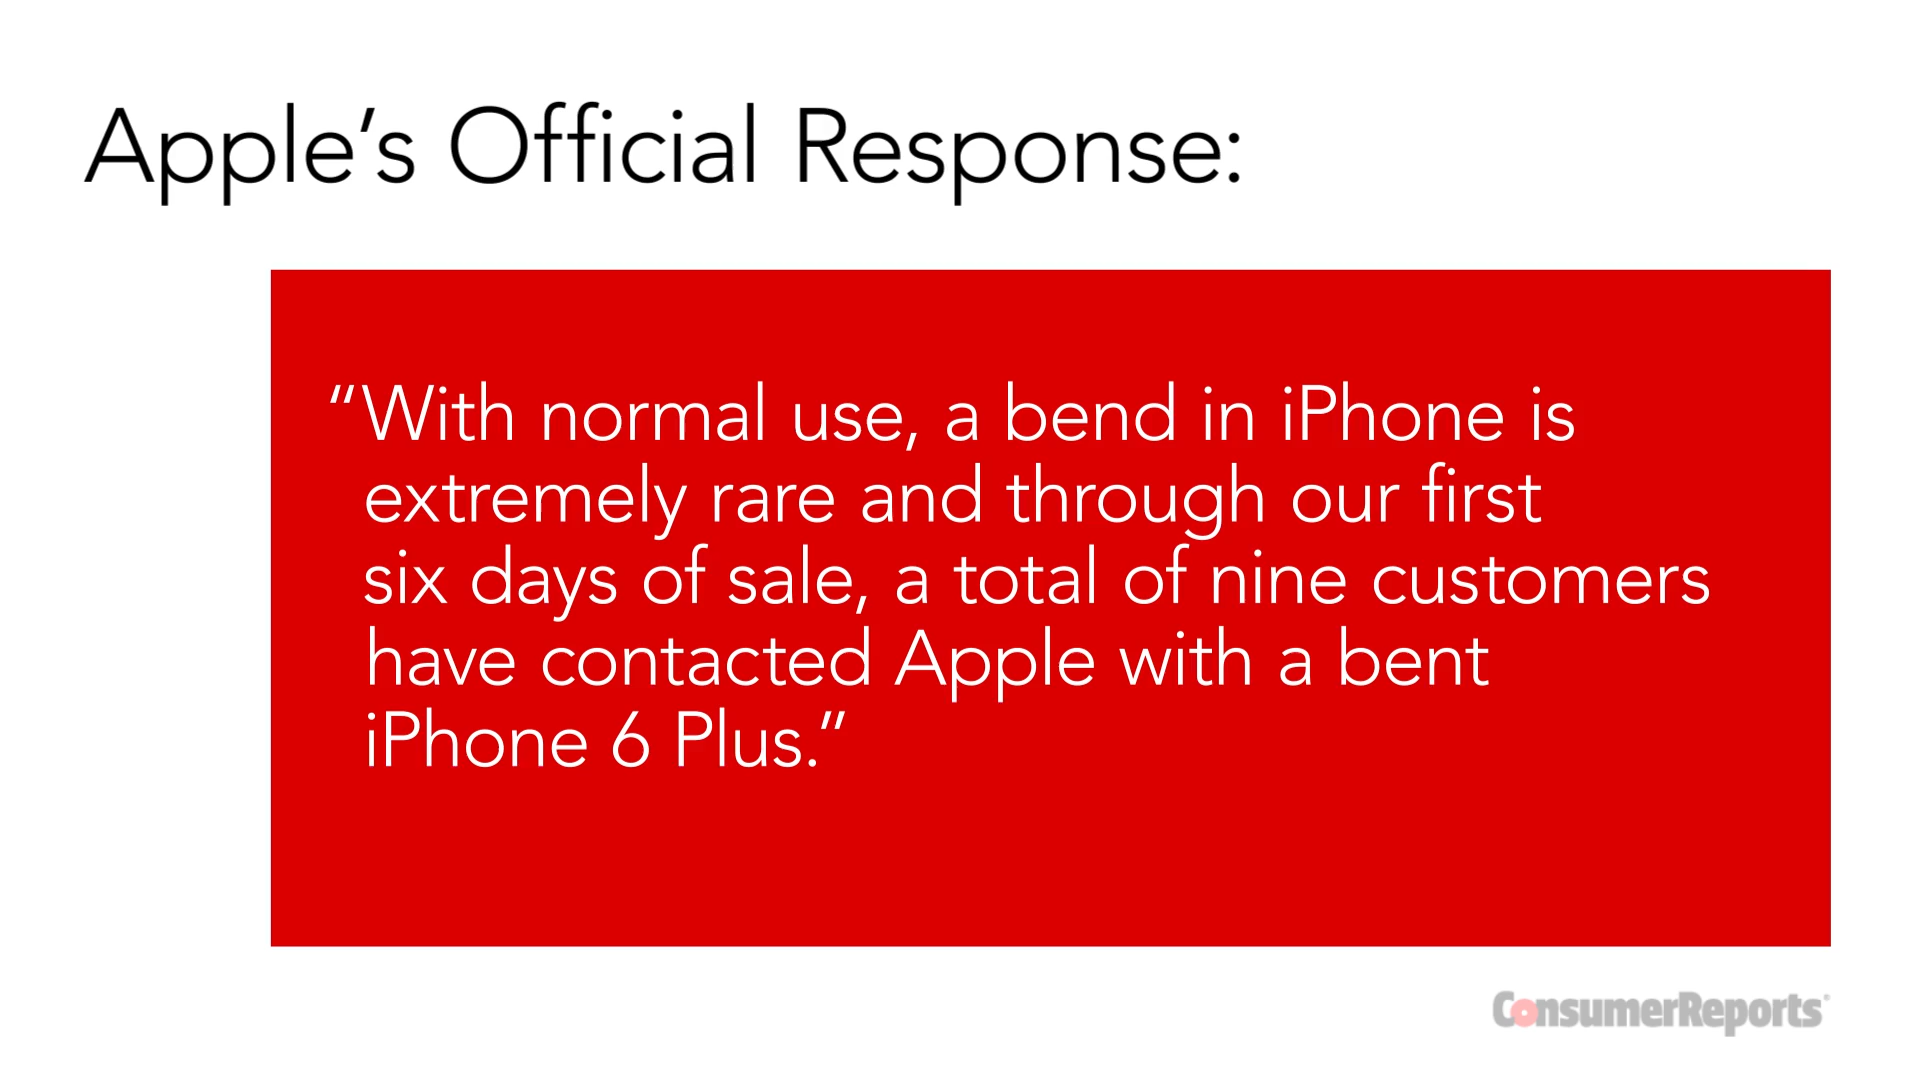 Apple’s Official Response:
“With normal use, a bend in iPhone is
extremely rare and through our first
six days of sale, a total of nine customers
have contacted Apple with a bent
iPhone 6 Plus.”
ConsumerReports®